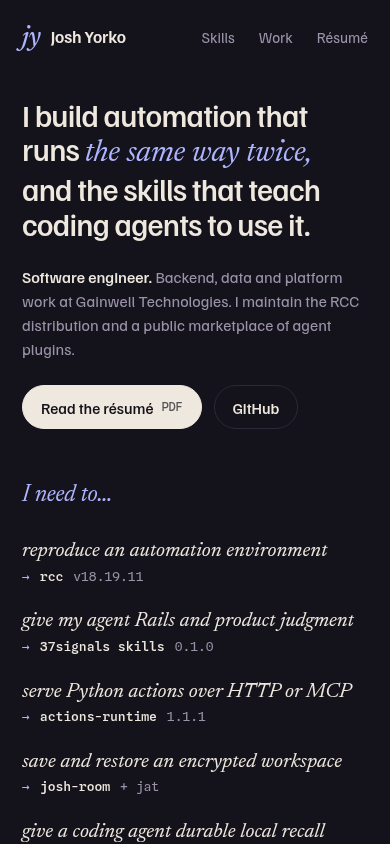 jy Josh Yorko Skills Work Résumé
I build automation that
runs the same way twice,
and the skills that teach
coding agents to use it.
Software engineer. Backend, data and platform
work at Gainwell Technologies. I maintain the RCC
distribution and a public marketplace of agent
plugins.
Read the résumé PDF GitHub
I need to...
reproduce an automation environment
→ rcc v18.19.11
give my agent Rails and product judgment
→ 37signals skills 0.1.0
serve Python actions over HTTP or MCP
→ actions-runtime 1.1.1
save and restore an encrypted workspace
→ josh-room + jat
give a coding agent durable local recall